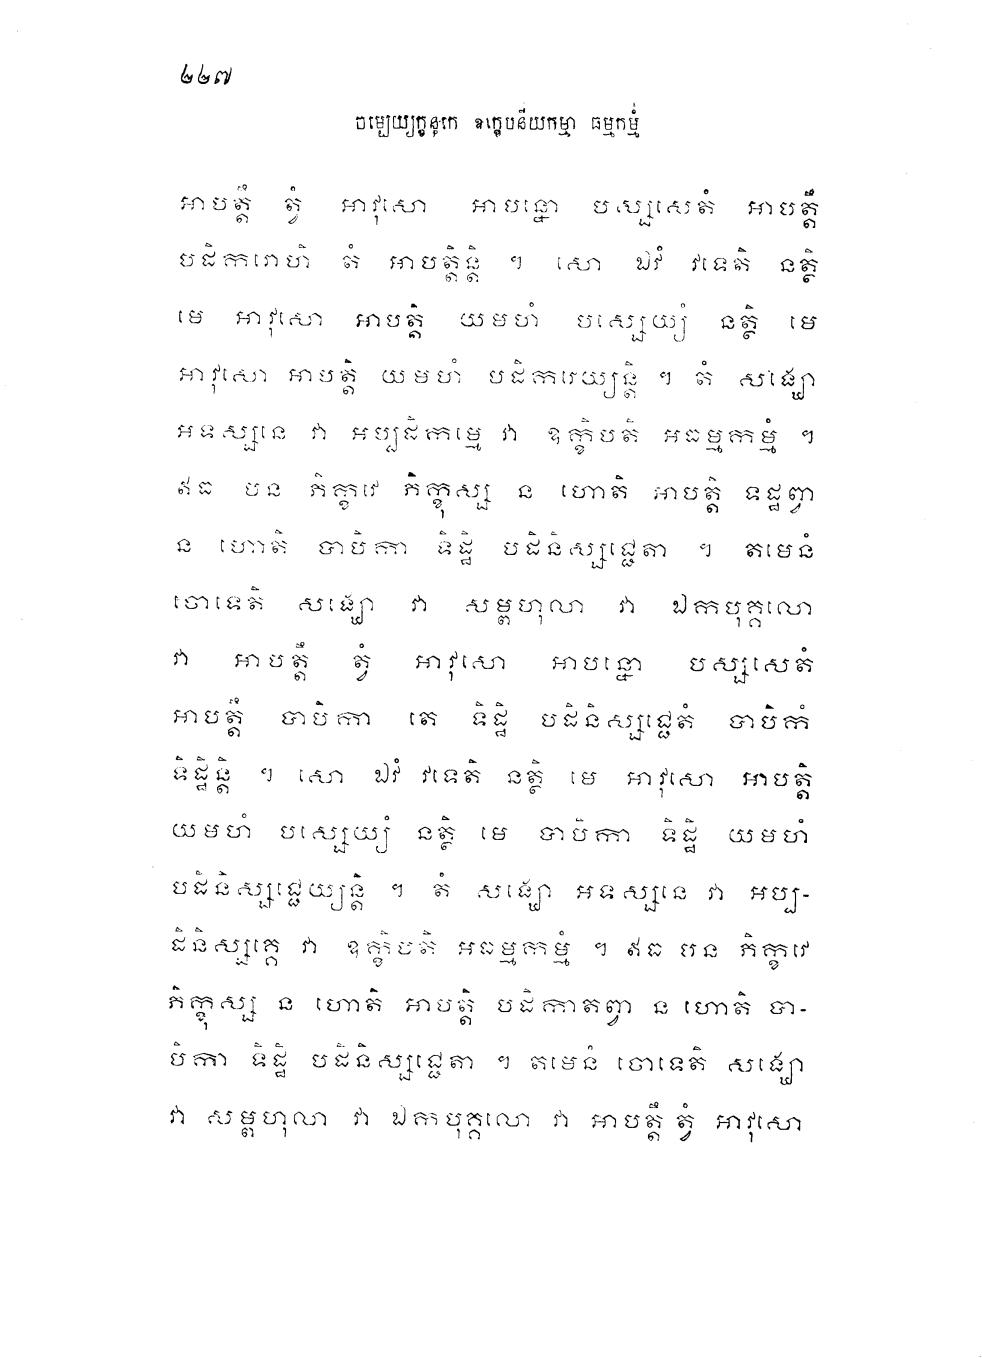 ២២៧
ចម្បេយ្យក្ខន្ធកេ ឧក្ខេបនីយកម្មា ធម្មកម្មំ
អាបត្តឹ ត្វំ អាវុសោ អាបន្នោ បស្សសេតំ អាបត្តឹ
បដិករោហិ តំ អាបត្តិន្តិ ។ សោ ឯវំ វទេតិ នត្ថិ
មេ អាវុសោ អាបត្តិ យមហំ បស្សេយ្យំ នត្ថិ មេ
អាវុសោ អាបត្តិ យមហំ បដិករេយ្យន្តិ ។ តំ សង្ឃោ
អទស្សនេ វា អប្បដិកម្មេ វា ឧក្ខិបតិ អធម្មកម្មំ ។
ឥធ បន ភិក្ខវេ ភិក្ខុស្ស ន ហោតិ អាបត្តិ ទដ្ឋព្វា
ន ហោតិ បាបិកា ទិដ្ឋិ បដិនិស្សជ្ជេតា ។ តមេនំ
ចោទេតិ សង្ឃោ វា សម្ពហុលា វា ឯកបុគ្គលោ
វា អាបត្តឹ ត្វំ អាវុសោ អាបន្នោ បស្សសេតំ
អាបត្តឹ បាបិកា តេ ទិដ្ឋិ បដិនិស្សជ្ជេតំ បាបិកំ
ទិដ្ឋិន្តិ ។ សោ ឯវំ វទេតិ នត្ថិ មេ អាវុសោ អាបត្តិ
យមហំ បស្សេយ្យំ នត្ថិ មេ បាបិកា ទិដ្ឋិ យមហំ
បដិនិស្សជ្ជេយ្យន្តិ ។ តំ សង្ឃោ អទស្សនេ វា អប្ប-
ដិនិស្សគ្គេ វា ឧក្ខិបតិ អធម្មកម្មំ ។ ឥធ បន ភិក្ខវេ
ភិក្ខុស្ស ន ហោតិ អាបត្តិ បដិកាតព្វា ន ហោតិ បា-
បិកា ទិដ្ឋិ បដិនិស្សជ្ជេតា ។ តមេនំ ចោទេតិ សង្ឃោ
វា សម្ពហុលា វា ឯកបុគ្គលោ វា អាបត្តឹ ត្វំ អាវុសោ